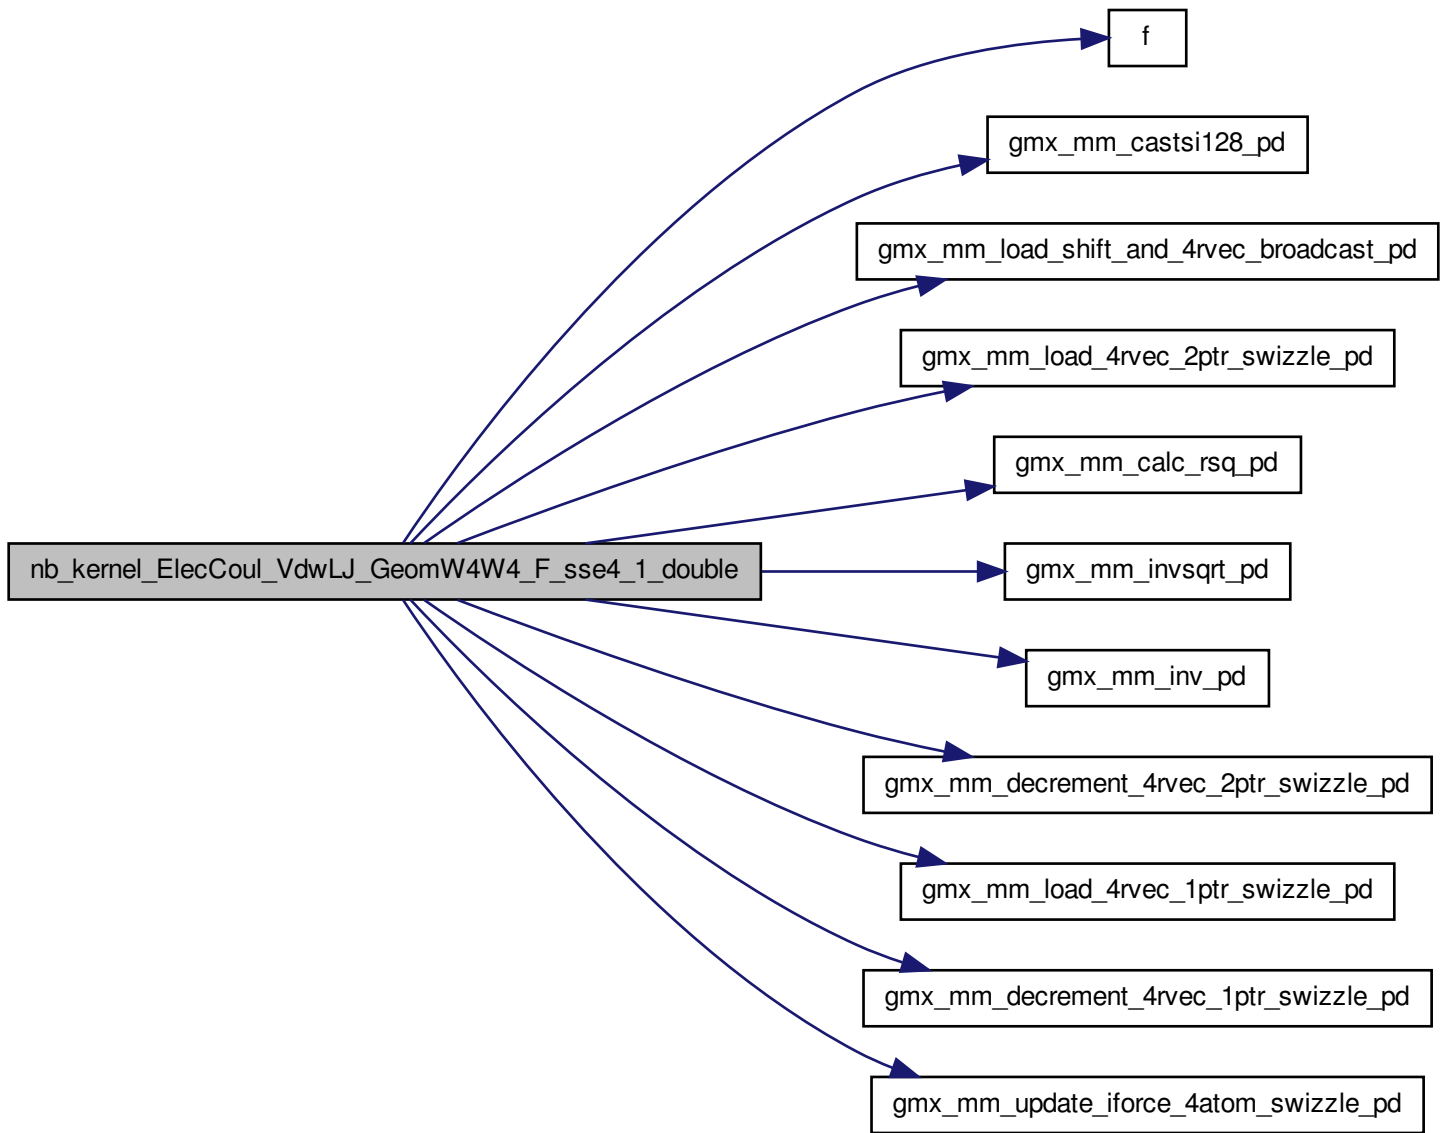 f
gmx_mm_castsi128_pd
gmx_mm_load_shift_and_4rvec_broadcast_pd
gmx_mm_load_4rvec_2ptr_swizzle_pd
gmx_mm_calc_rsq_pd
nb_kernel_ElecCoul_VdwLJ_GeomW4W4_F_sse4_1_double
gmx_mm_invsqrt_pd
gmx_mm_inv_pd
gmx_mm_decrement_4rvec_2ptr_swizzle_pd
gmx_mm_load_4rvec_1ptr_swizzle_pd
gmx_mm_decrement_4rvec_1ptr_swizzle_pd
gmx_mm_update_iforce_4atom_swizzle_pd